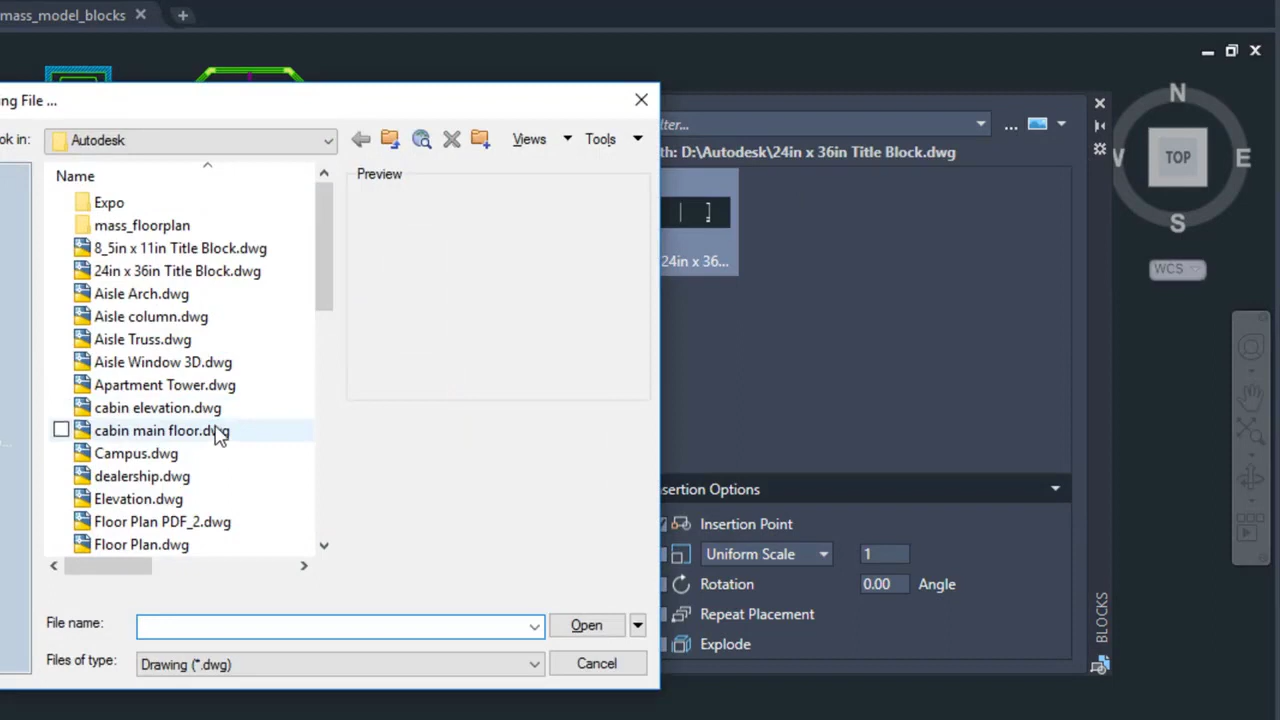 mass_model_blocks
ng File ...
ok in:
Autodesk
Views
Tools
Name
Preview
Expo
mass_floorplan
8_5in x 11in Title Block.dwg
24in x 36in Title Block.dwg
Aisle Arch.dwg
Aisle column.dwg
Aisle Truss.dwg
Aisle Window 3D.dwg
Apartment Tower.dwg
cabin elevation.dwg
cabin main floor.dwg
Campus.dwg
dealership.dwg
Elevation.dwg
Floor Plan PDF_2.dwg
Floor Plan.dwg
File name:
Open
Files of type:
Drawing (*.dwg)
Cancel
lter...
...
th: D:\Autodesk\24in x 36in Title Block.dwg
24in x 36...
sertion Options
Insertion Point
Uniform Scale
1
Rotation
0.00
Angle
Repeat Placement
Explode
BLOCKS
N
W
TOP
E
S
WCS